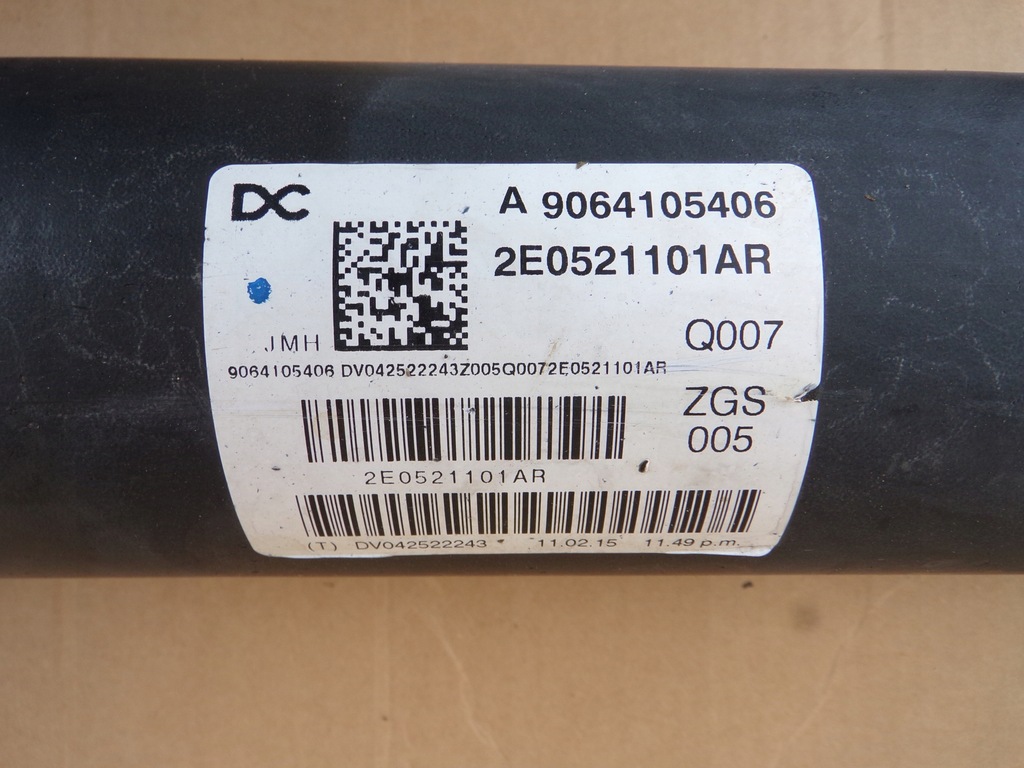 DC
A 9064105406
2E0521101AR
JMH
Q007
9064105406 DV042522243Z005Q0072E0521101AR
ZGS
005
2E0521101AR
(T) DV042522243 11.02.15 11.49 p.m.